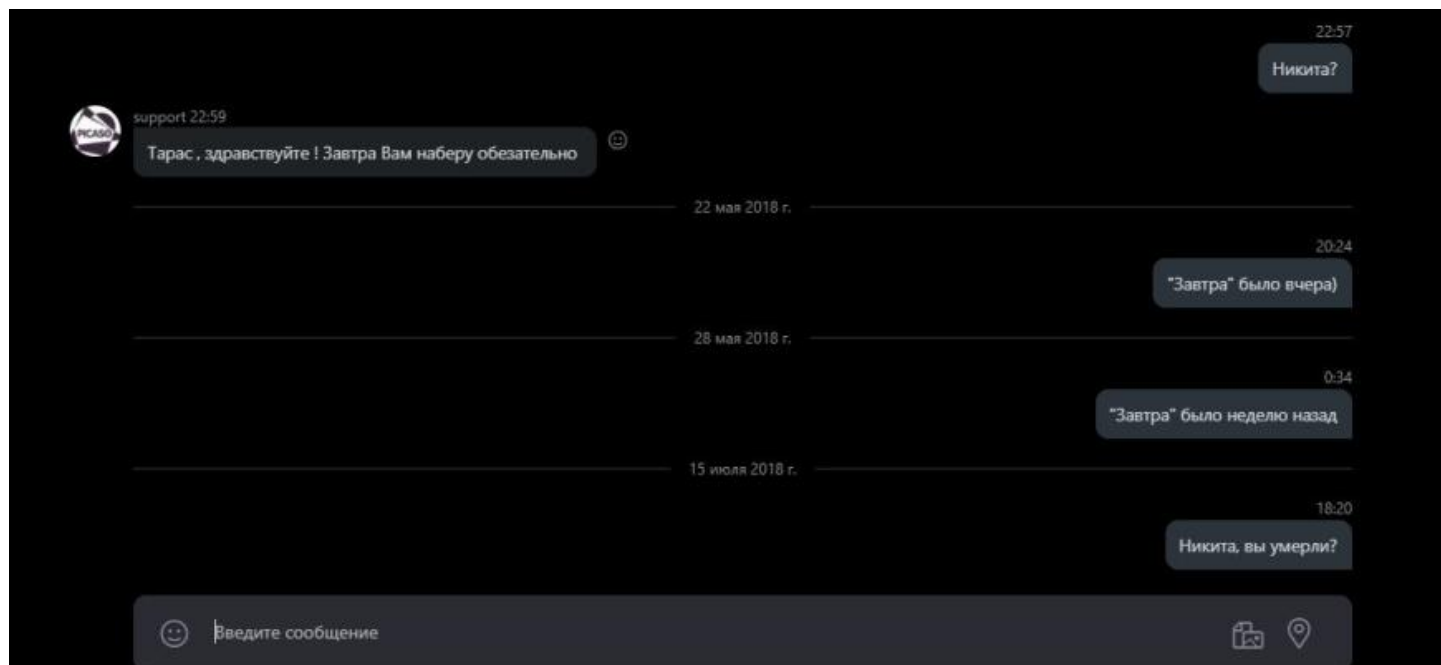 22:57
Никита?
support 22:59
PICASO
Тарас , здравствуйте ! Завтра Вам наберу обезательно
22 мая 2018 г.
20:24
"Завтра" было вчера)
28 мая 2018 г.
0:34
"Завтра" было неделю назад
15 июля 2018 г.
18:20
Никита, вы умерли?
Введите сообщение